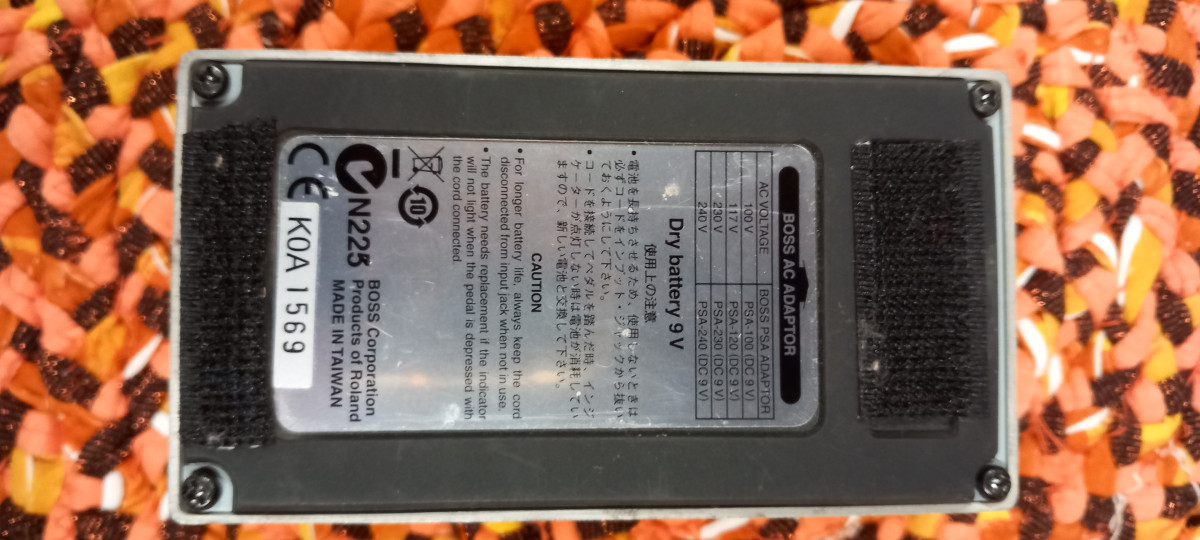 BOSS AC ADAPTOR
AC VOLTAGE BOSS PSA ADAPTOR
100V PSA-100 (DC 9 V)
117 V PSA-120 (DC 9 V)
230 V PSA-230 (DC 9 V)
240 V PSA-240 (DC 9 V)
Dry battery 9 V
使用上の注意
• 電池を長持ちさせるため、使用しないときは
必ずコードをインプット・ジャックから抜い
ておくようにして下さい。
• コードを接続してペダルを踏んだ時、インジ
ケーターが点灯しない時は電池が消耗してい
ますので、新しい電池と交換して下さい。
CAUTION
• For longer battery life, always keep the cord
disconnected from input jack when not in use.
• The battery needs replacement if the indicator
will not light when the pedal is depressed with
the cord connected.
10
N225
BOSS Corporation
Products of Roland
MADE IN TAIWAN
CE
K0A1569